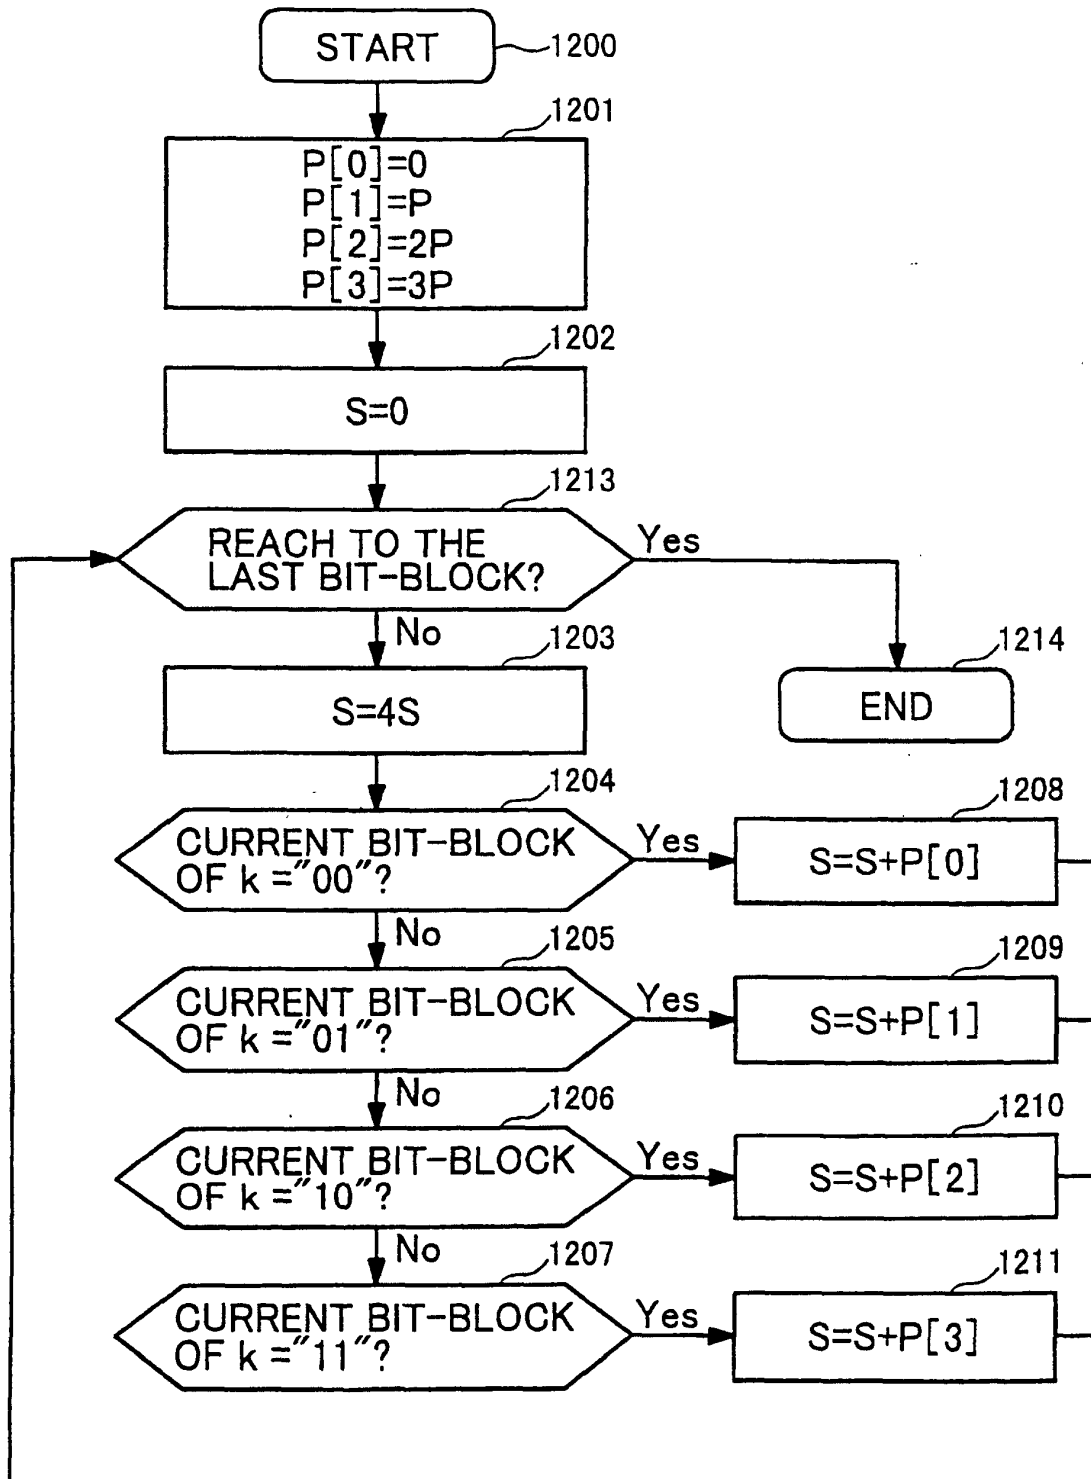 START
1200
1201
P[0]=0
P[1]=P
P[2]=2P
P[3]=3P
1202
S=0
1213
REACH TO THE
LAST BIT-BLOCK?
Yes
No
1203
S=4S
1214
END
1204
CURRENT BIT-BLOCK
OF k ="00"?
Yes
1208
S=S+P[0]
No
1205
CURRENT BIT-BLOCK
OF k ="01"?
Yes
1209
S=S+P[1]
No
1206
CURRENT BIT-BLOCK
OF k ="10"?
Yes
1210
S=S+P[2]
No
1207
CURRENT BIT-BLOCK
OF k ="11"?
Yes
1211
S=S+P[3]